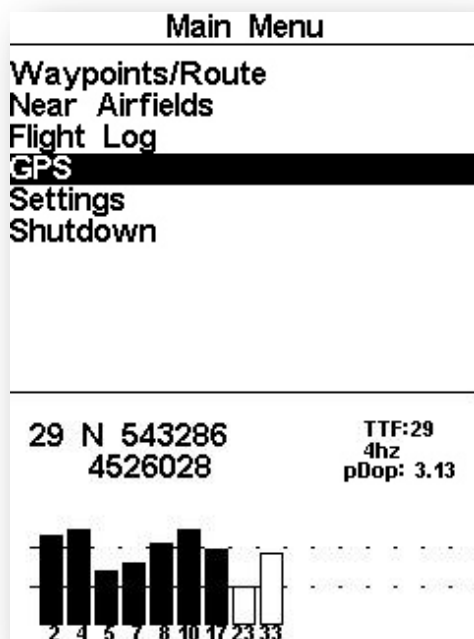 Main Menu
Waypoints/Route
Near Airfields
Flight Log
GPS
Settings
Shutdown
29 N 543286
4526028
TTF:29
4hz
pDop: 3.13
2 4 5 7 8 10 17 23 33